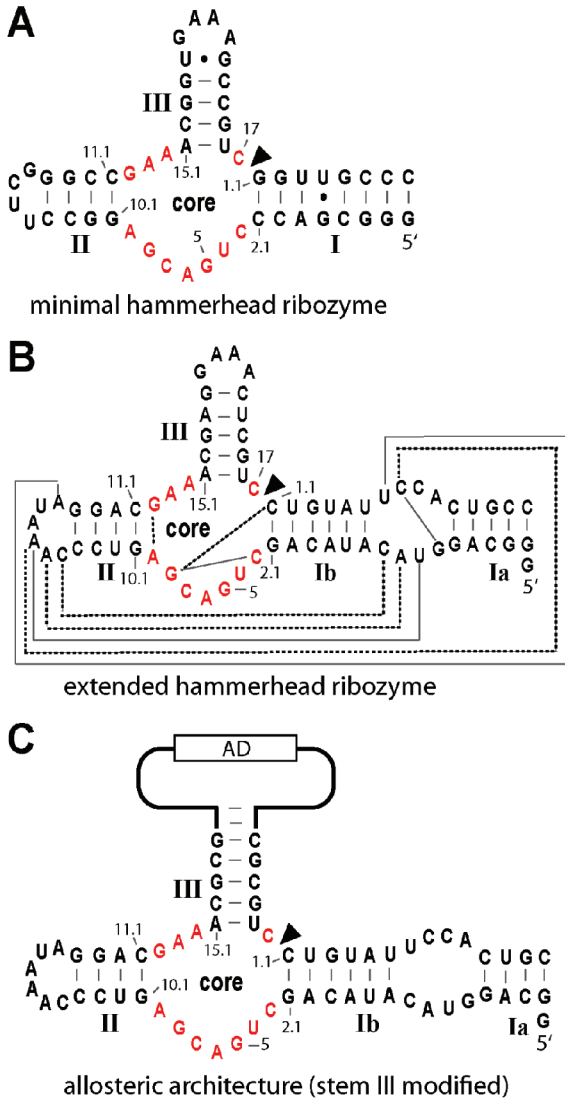 A
A A
G A
U • G
G C
III G C
C G
A U 17
11.1 G A A 15.1 C
C G G G C C 1.1 G G U U G C C C
U 10.1 core
U C C G G A G C A G U C C C A G C G G G
II 5 2.1 I 5'
minimal hammerhead ribozyme
B
A A
G A
G C
A U
III G C
C G
A U 17
11.1 G A A 15.1 C 1.1
U A G G A C core C U G U A U U C C A C U G C C
A A A C C C U G A G C A G U C G A C A U A C A U G G A C G G
II 10.1 5 2.1 Ib Ia G
5'
extended hammerhead ribozyme
C
AD
G C
C G
III G C
C G
A U
11.1 G A A 15.1 C
U A G G A C 1.1 C U G U A U U C C A C U G C
A 10.1 core
A A C C C U G A G C A G U C G A C A U A C A U G G A C G
II 5 2.1 Ib Ia G
5'
allosteric architecture (stem III modified)